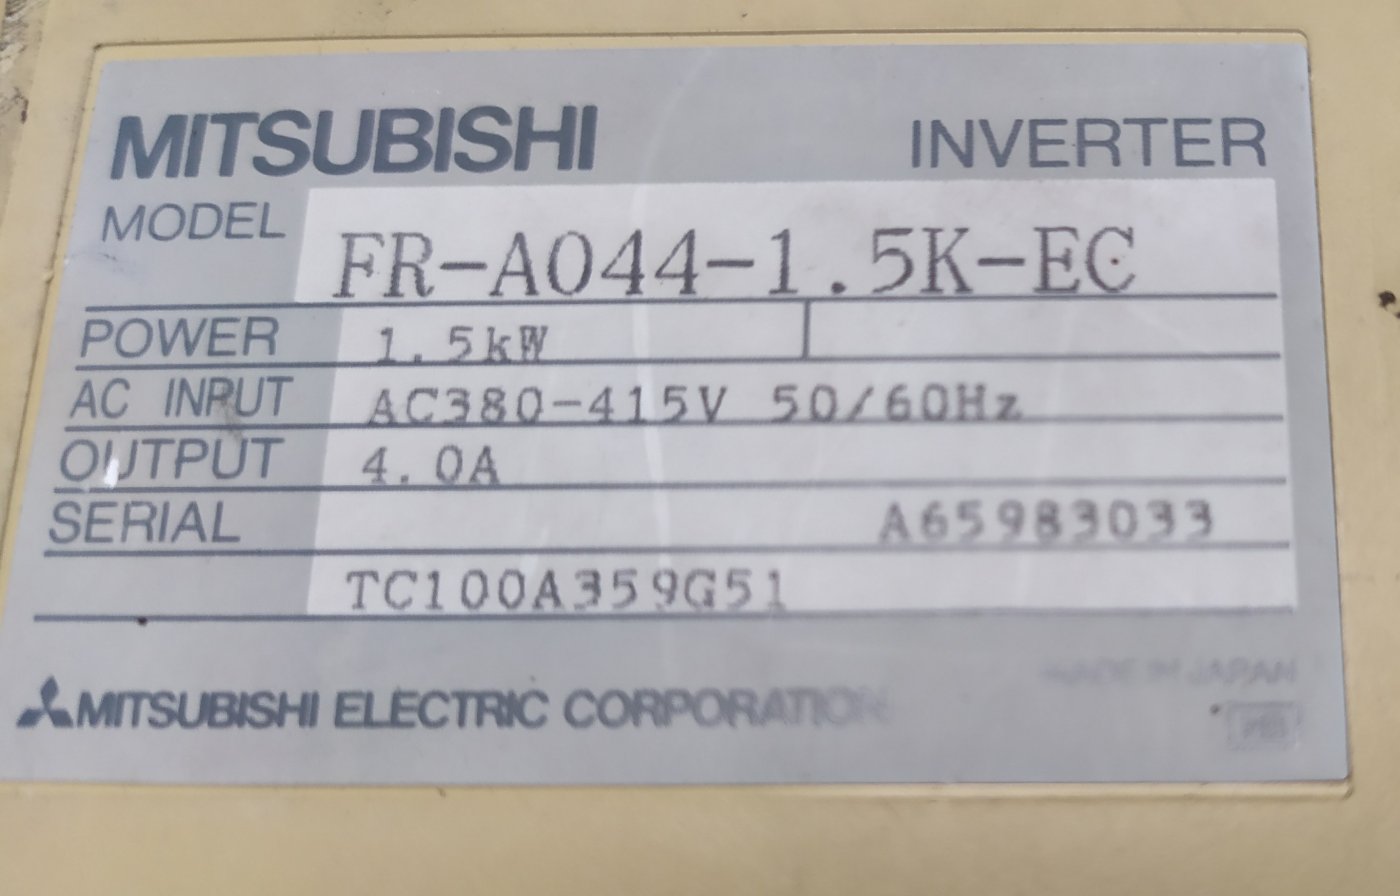 MITSUBISHI INVERTER
MODEL FR-A044-1.5K-EC
POWER 1.5kW
AC INPUT AC380-415V 50/60Hz
OUTPUT 4.0A
SERIAL A65983033
TC100A359G51
MADE IN JAPAN
MITSUBISHI ELECTRIC CORPORATION